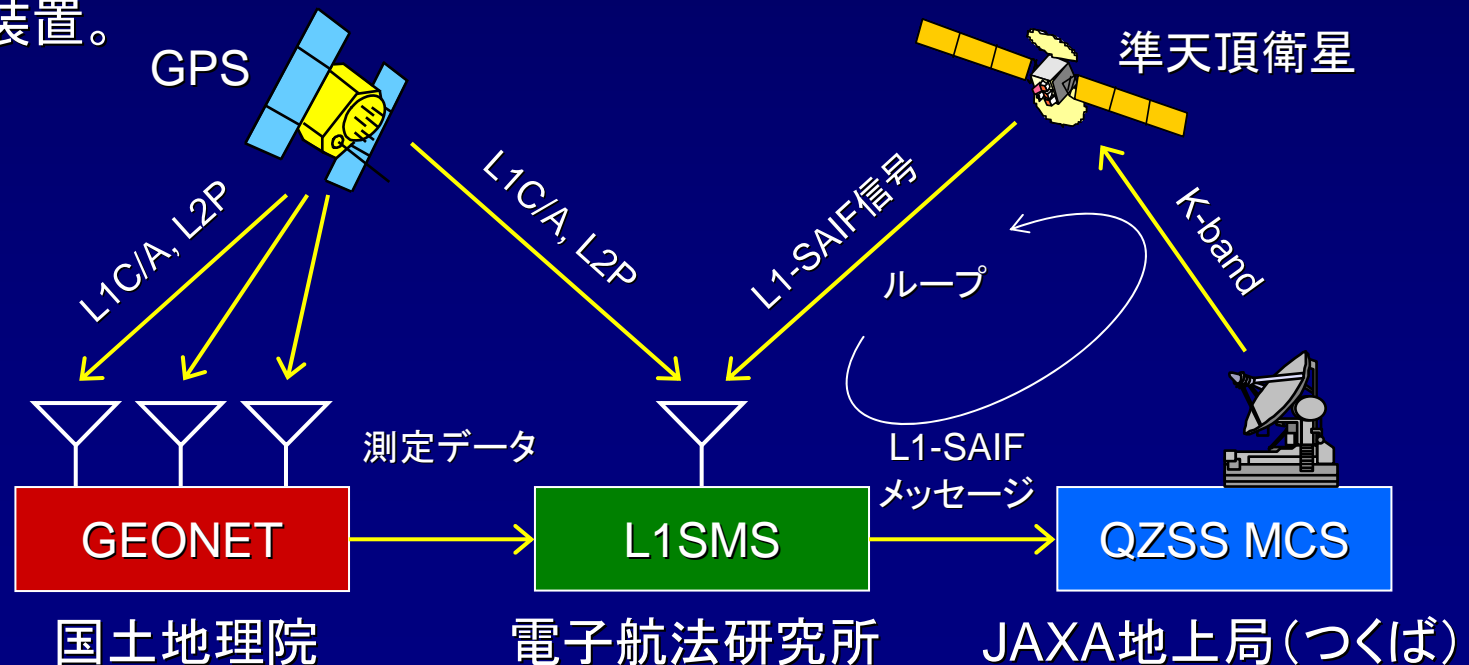 装置。
GPS
準天頂衛星
L1C/A, L2P
L1C/A, L2P
L1-SAIF信号
K-band
ループ
測定データ
L1-SAIF
メッセージ
GEONET
L1SMS
QZSS MCS
国土地理院
電子航法研究所
JAXA地上局(つくば)